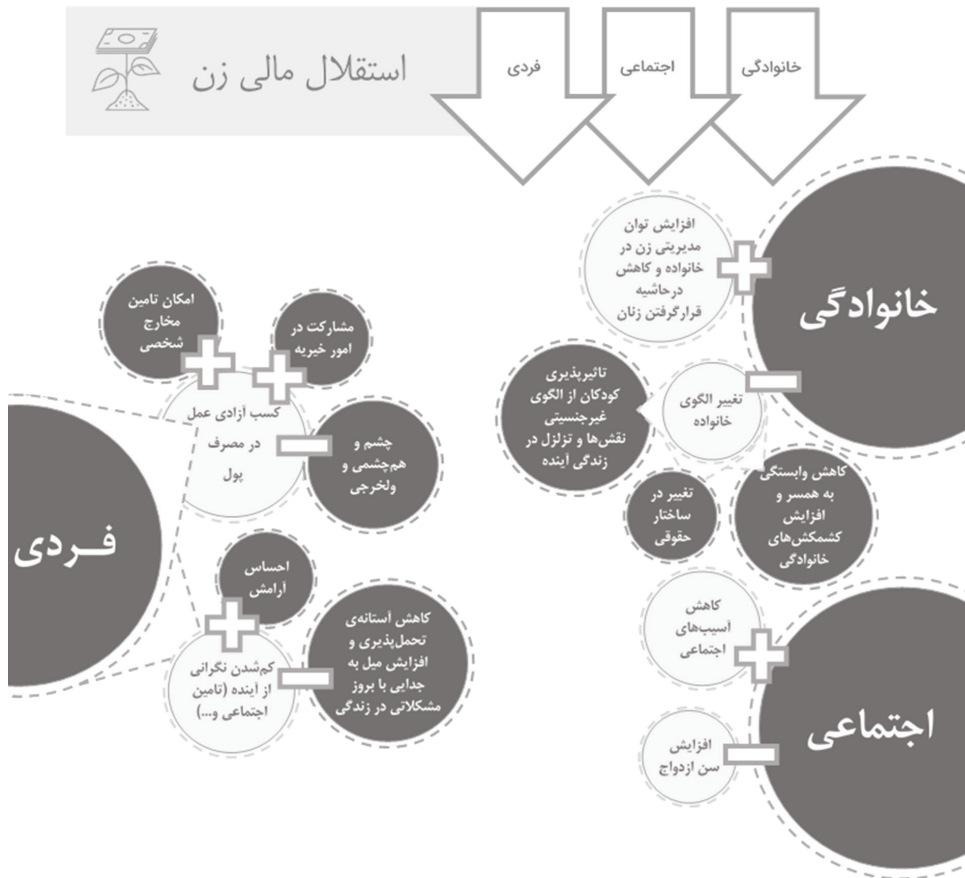 استقلال مالی زن
خانوادگی
اجتماعی
فردی
خانوادگی
افزایش توان
مدیریتی زن در
خانواده و کاهش
درحاشیه
قرارگرفتن زنان
تغییر الگوی
خانواده
تاثیرپذیری
کودکان از الگوی
غیرجنسیتی
نقش‌ها و تزلزل در
زندگی آینده
تغییر در
ساختار
حقوقی
کاهش وابستگی
به همسر و
افزایش
کشمکش‌های
خانوادگی
اجتماعی
کاهش
آسیب‌های
اجتماعی
افزایش
سن ازدواج
فـردی
امکان تامین
مخارج
شخصی
مشارکت در
امور خیریه
کسب آزادی عمل
در مصرف
پول
چشم و
هم‌چشمی و
ولخرجی
احساس
آرامش
کم‌شدن نگرانی
از آینده (تامین
اجتماعی و...)
کاهش آستانه‌ی
تحمل‌پذیری و
افزایش میل به
جدایی با بروز
مشکلاتی در زندگی